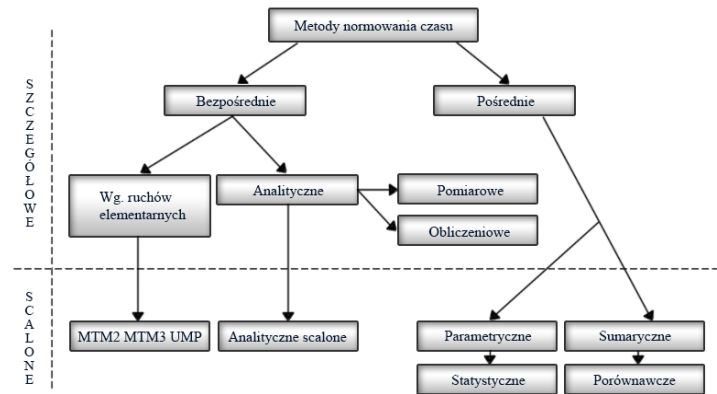 Metody normowania czasu
SZCZEGÓŁOWE
Bezpośrednie
Pośrednie
Wg. ruchów
elementarnych
Analityczne
Pomiarowe
Obliczeniowe
SCALONE
MTM2 MTM3 UMP
Analityczne scalone
Parametryczne
Sumaryczne
Statystyczne
Porównawcze